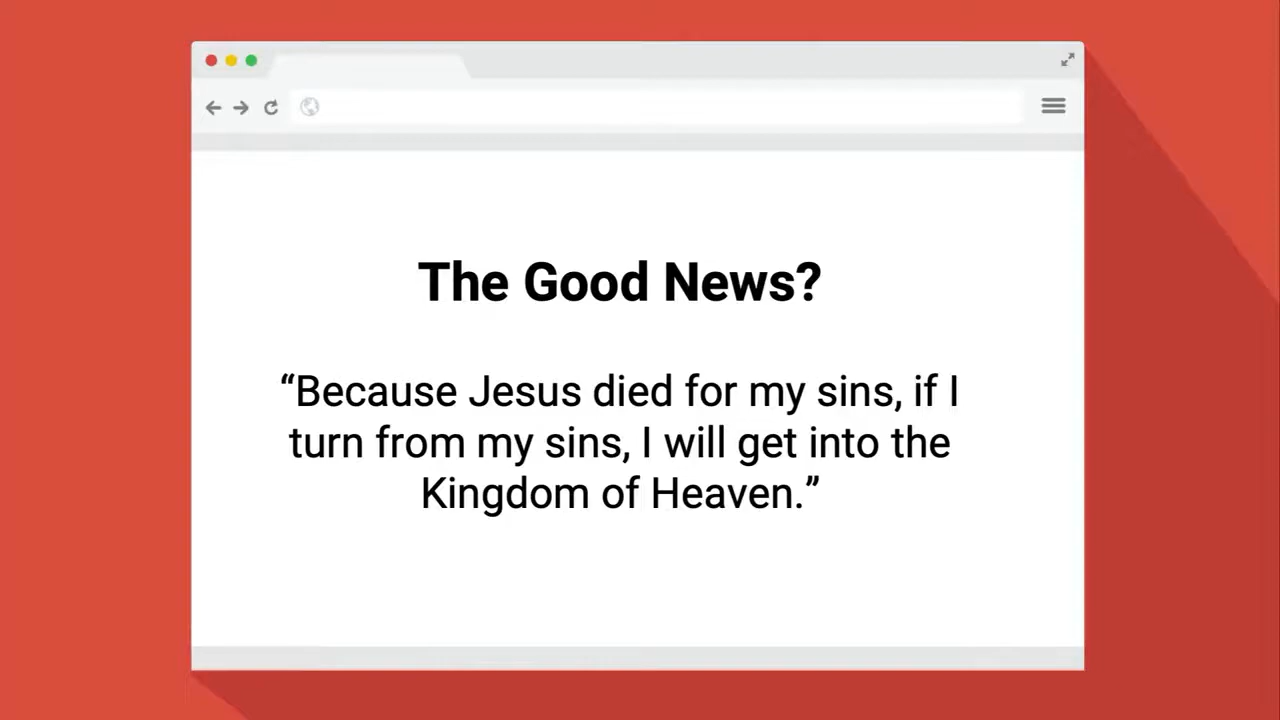 The Good News?
“Because Jesus died for my sins, if I
turn from my sins, I will get into the
Kingdom of Heaven.”